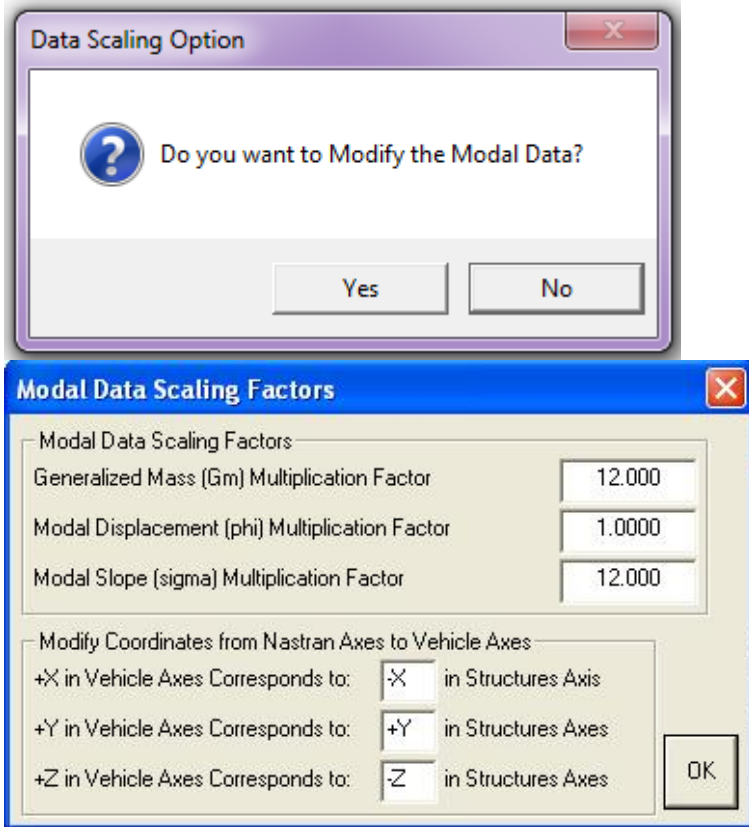 Data Scaling Option
Do you want to Modify the Modal Data?
Yes No
Modal Data Scaling Factors
Modal Data Scaling Factors
Generalized Mass (Gm) Multiplication Factor 12.000
Modal Displacement (phi) Multiplication Factor 1.0000
Modal Slope (sigma) Multiplication Factor 12.000
Modify Coordinates from Nastran Axes to Vehicle Axes
+X in Vehicle Axes Corresponds to: -X in Structures Axis
+Y in Vehicle Axes Corresponds to: +Y in Structures Axes
+Z in Vehicle Axes Corresponds to: -Z in Structures Axes
OK